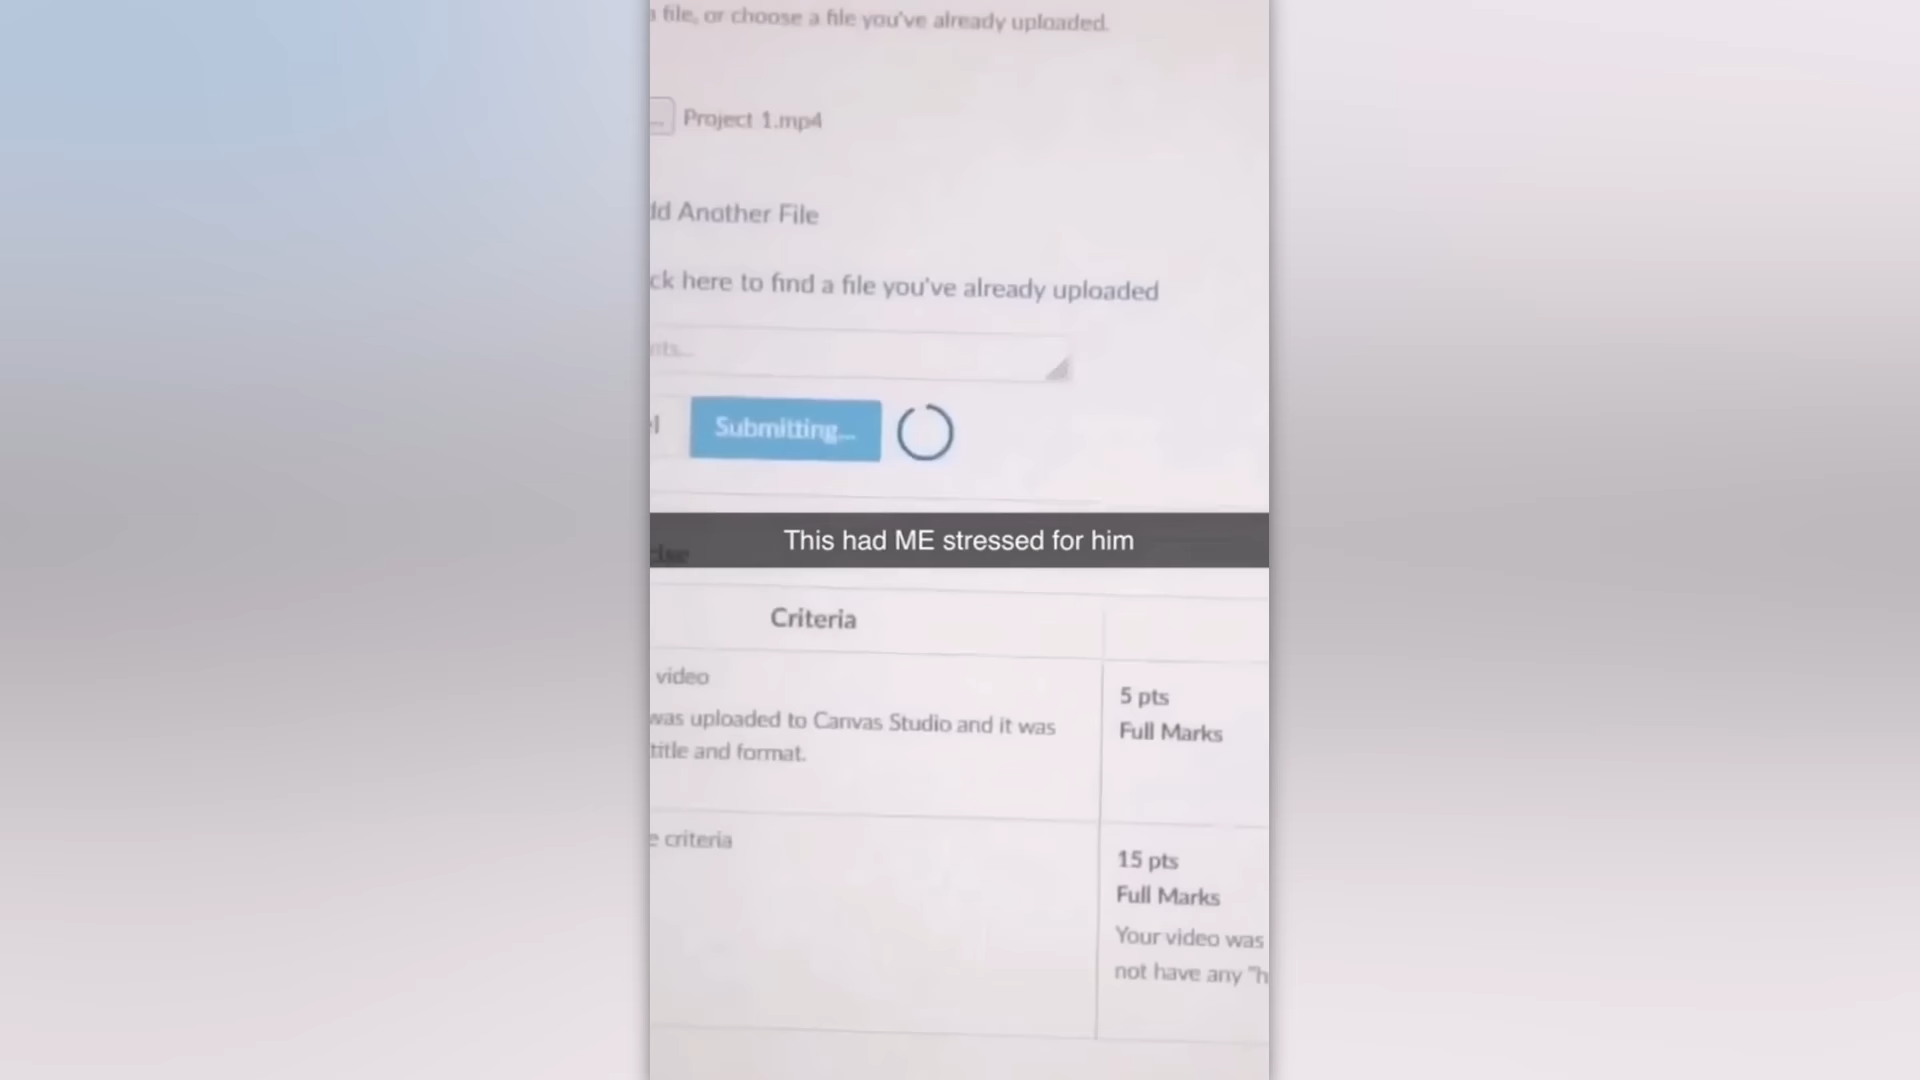 file, or choose a file you've already uploaded.
... Project 1.mp4
dd Another File
ck here to find a file you've already uploaded
nts...
el Submitting...
This had ME stressed for him
Criteria
video
5 pts
was uploaded to Canvas Studio and it was
Full Marks
title and format.
e criteria
15 pts
Full Marks
Your video was
not have any "h